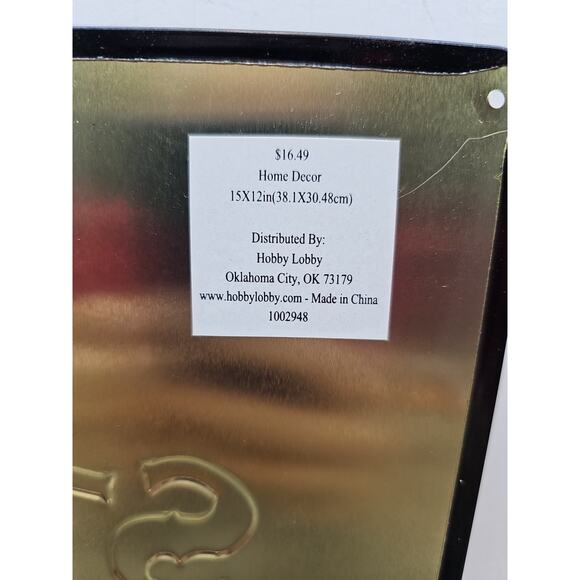 $16.49
Home Decor
15X12in(38.1X30.48cm)
Distributed By:
Hobby Lobby
Oklahoma City, OK 73179
www.hobbylobby.com - Made in China
1002948